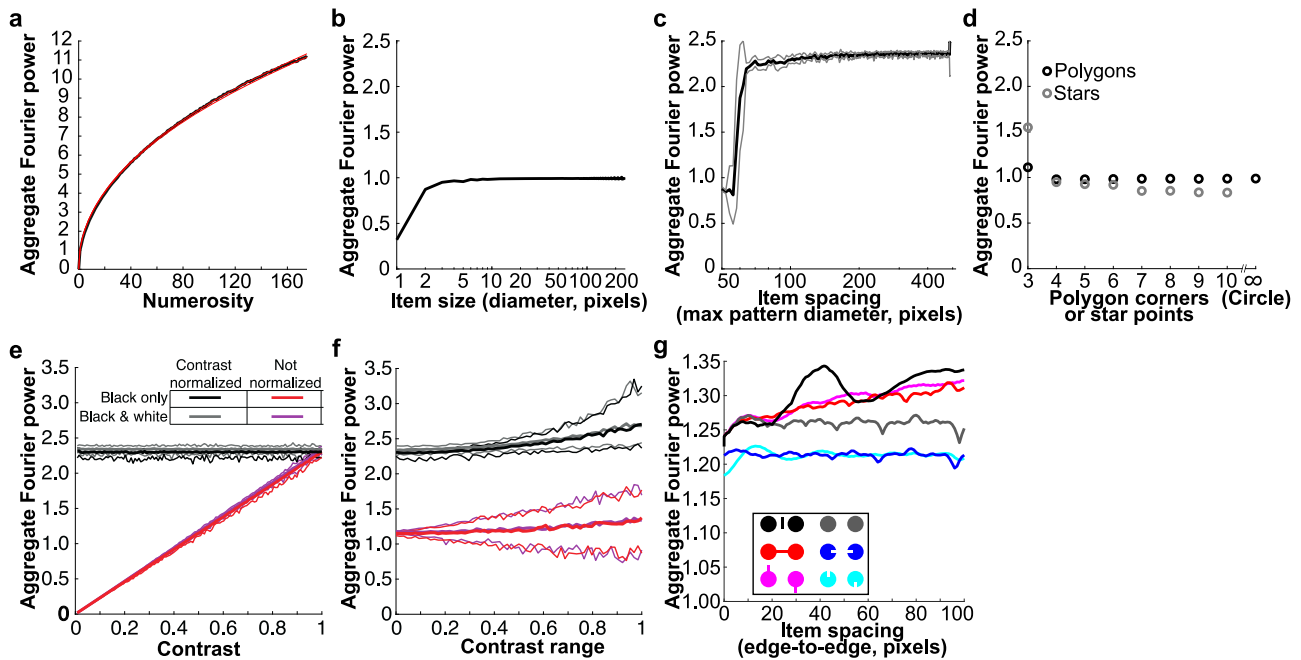 a
Aggregate Fourier power
12
11
10
9
8
7
6
5
4
3
2
1
0
0 40 80 120 160
Numerosity
b
Aggregate Fourier power
2.5
2.0
1.5
1.0
0.5
0
1 2 5 10 20 50 100 200
Item size (diameter, pixels)
c
Aggregate Fourier power
2.5
2.0
1.5
1.0
0.5
0
50 100 200 400
Item spacing
(max pattern diameter, pixels)
d
Aggregate Fourier power
2.5
2.0
1.5
1.0
0.5
0
Polygons
Stars
3 4 5 6 7 8 9 10 ∞
Polygon corners (Circle)
or star points
e
Aggregate Fourier power
3.5
3.0
2.5
2.0
1.5
1.0
0.5
0
Contrast normalized
Not normalized
Black only
Black & white
0 0.2 0.4 0.6 0.8 1
Contrast
f
Aggregate Fourier power
3.5
3.0
2.5
2.0
1.5
1.0
0.5
0
0 0.2 0.4 0.6 0.8 1
Contrast range
g
Aggregate Fourier power
1.35
1.30
1.25
1.20
1.15
1.10
1.05
1.00
0 20 40 60 80 100
Item spacing
(edge-to-edge, pixels)